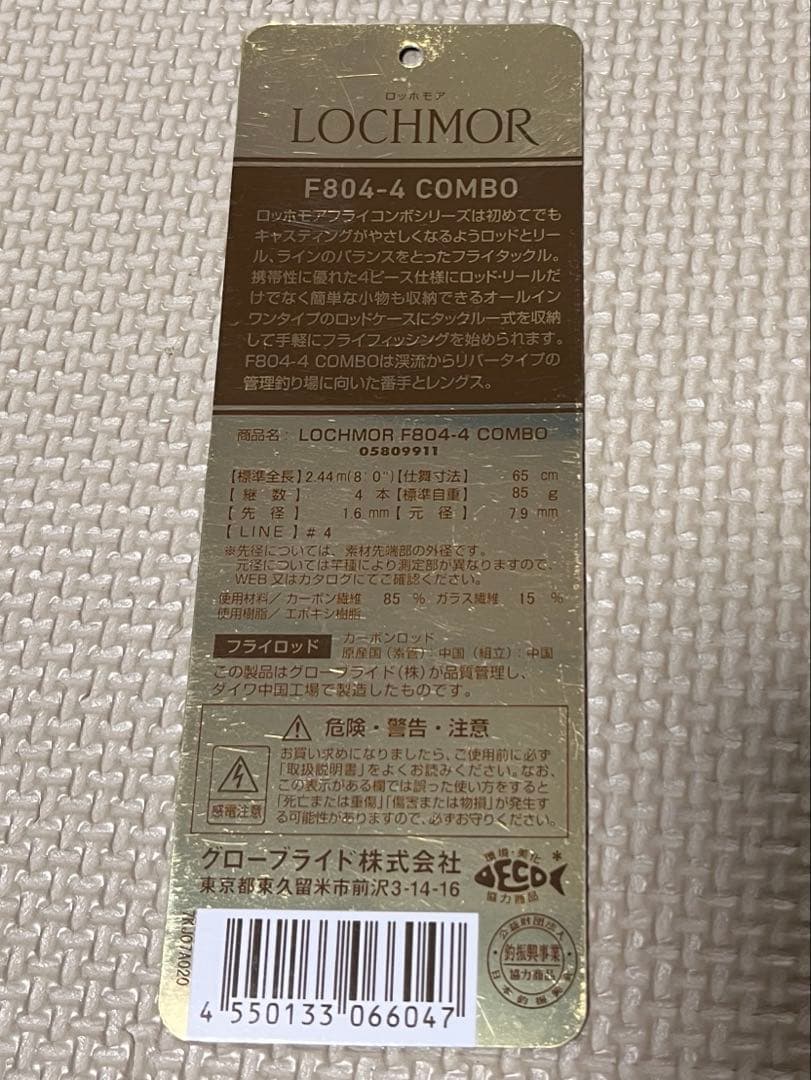 ロッホモア
LOCHMOR
F804-4 COMBO
ロッホモアフライコンボシリーズは初めてでも
キャスティングがやさしくなるようロッドとリー
ル、ラインのバランスをとったフライタックル。
携帯性に優れた4ピース仕様にロッド・リールだ
けでなく簡単な小物も収納できるオールイン
ワンタイプのロッドケースにタックル一式を収納
して手軽にフライフィッシングを始められます。
F804-4 COMBOは渓流からリバータイプの
管理釣り場に向いた番手とレングス。
商品名: LOCHMOR F804-4 COMBO
05809911
【標準全長】2.44m(8'0")【仕舞寸法】 65 cm
【継数】 4 本【標準自重】 85 g
【先径】 1.6 mm【元径】 7.9 mm
【LINE】#4
※先径については、素材先端部の外径です。
元径については竿種により測定部が異なりますので、
WEB又はカタログにてご確認ください。
使用材料/カーボン繊維 85 % ガラス繊維 15 %
使用樹脂/エポキシ樹脂
フライロッド カーボンロッド
原産国(素管):中国(組立):中国
この製品はグローブライド(株)が品質管理し、
ダイワ中国工場で製造したものです。
危険・警告・注意
感電注意
お買い求めになりましたら、ご使用前に必ず
「取扱説明書」をよくお読みください。なお、
この表示がある欄では誤った使い方をすると
「死亡または重傷」「傷害または物損」が発生す
る可能性がありますので、必ずお守りください。
グローブライド株式会社
東京都東久留米市前沢3-14-16
環境・美化
ECO
協力商品
公益財団法人
釣振興事業
協力商品
日本釣振興会
7KJ01A020
4 550133 066047